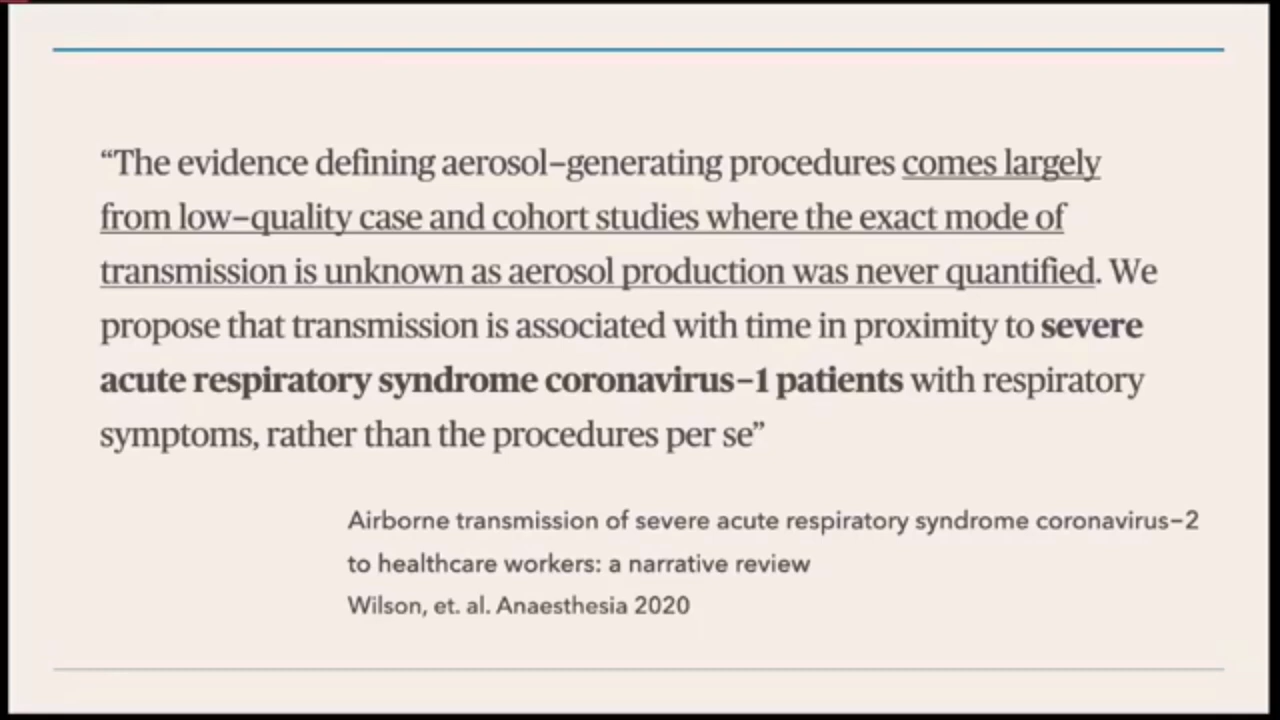 “The evidence defining aerosol–generating procedures comes largely
from low–quality case and cohort studies where the exact mode of
transmission is unknown as aerosol production was never quantified. We
propose that transmission is associated with time in proximity to severe
acute respiratory syndrome coronavirus–1 patients with respiratory
symptoms, rather than the procedures per se”
Airborne transmission of severe acute respiratory syndrome coronavirus–2
to healthcare workers: a narrative review
Wilson, et. al. Anaesthesia 2020